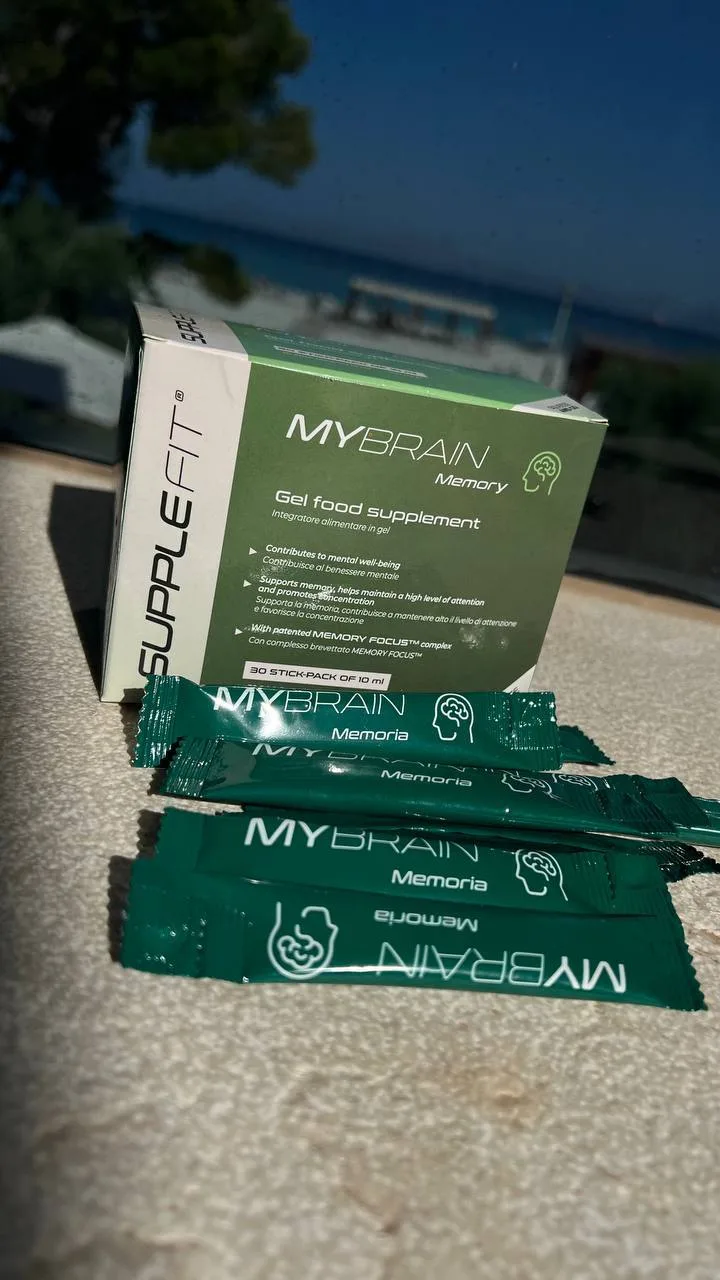 SUPPLEFIT®
MYBRAIN
Memory
Gel food supplement
Integratore alimentare in gel
Contributes to mental well-being
Contribuisce al benessere mentale
Supports memory, helps maintain a high level of attention
and promotes concentration
Supporta la memoria, contribuisce a mantenere alto il livello di attenzione
e favorisce la concentrazione
With patented MEMORY FOCUS™ complex
Con complesso brevettato MEMORY FOCUS™
30 STICK-PACK OF 10 ml
MYBRAIN
Memoria
MYBRAIN
Memoria
MYBRAIN
Memoria
MYBRAIN
Memoria